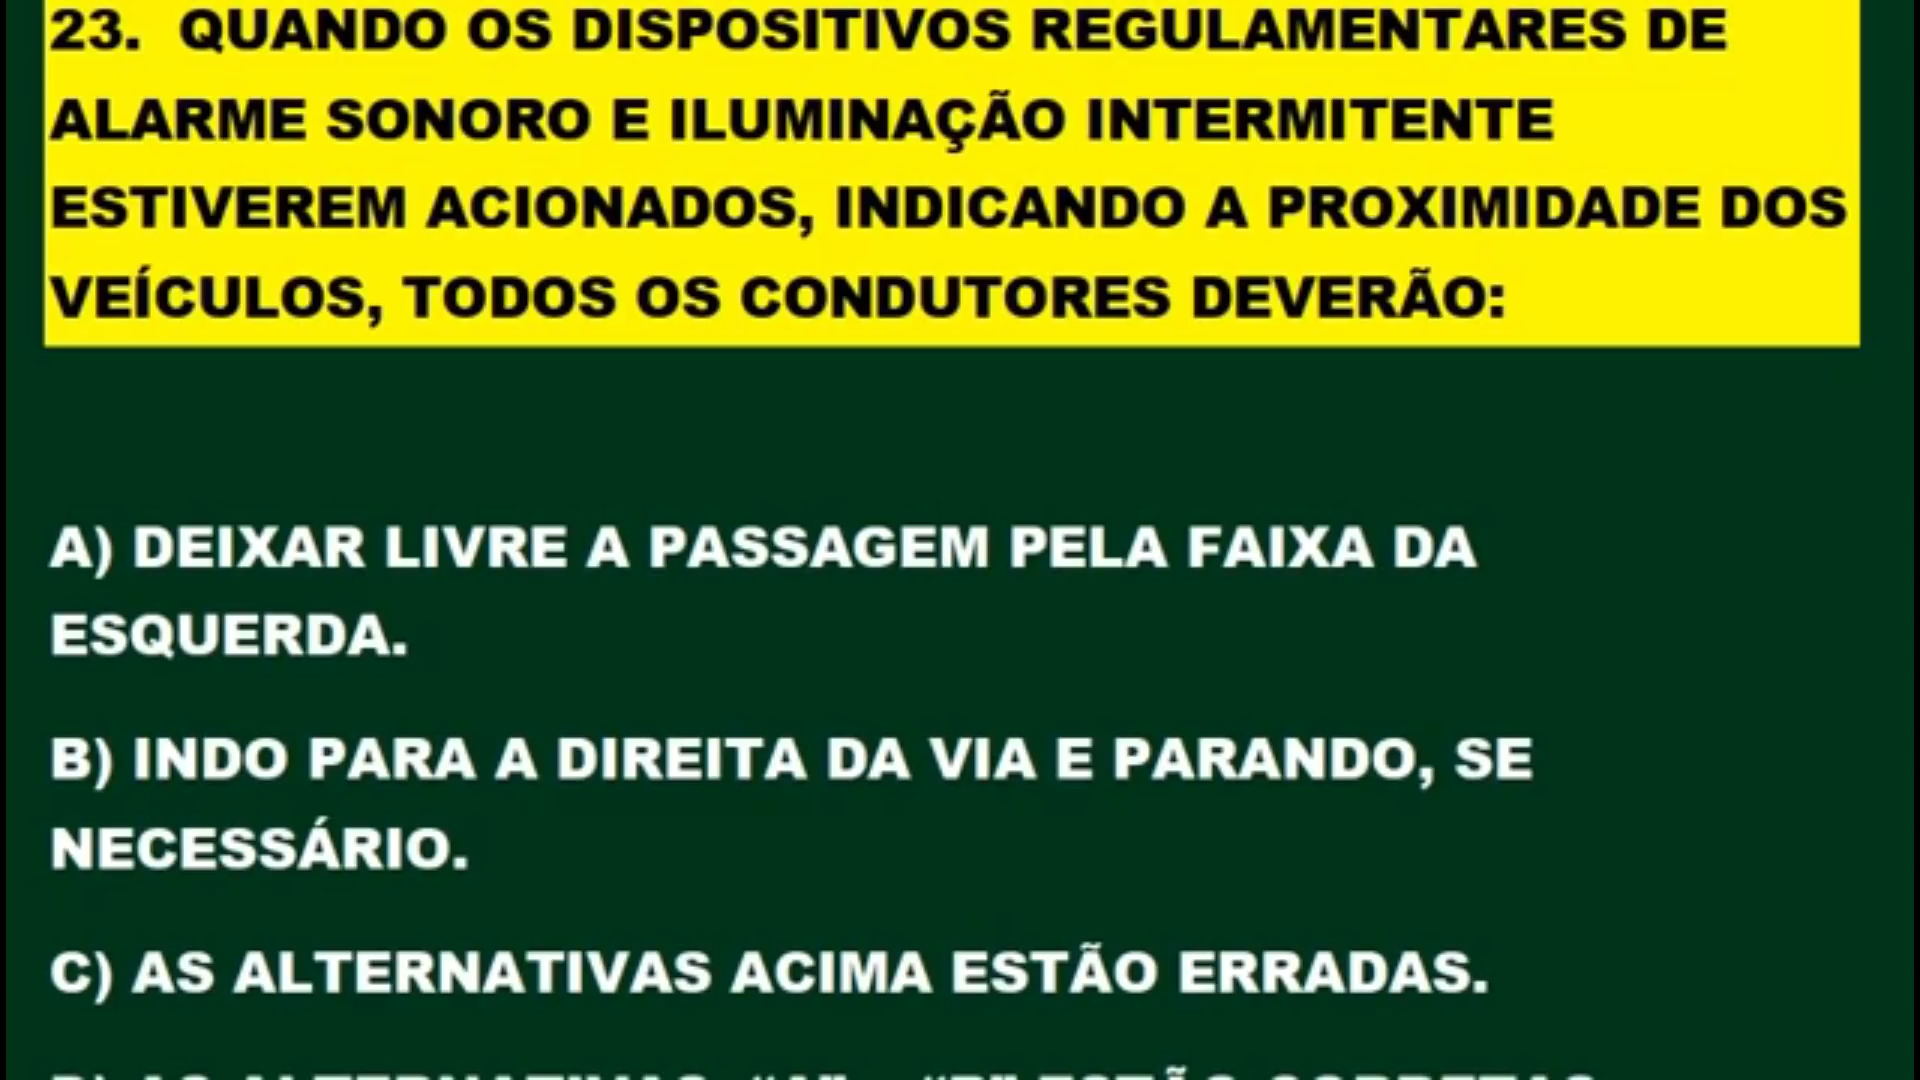 23. QUANDO OS DISPOSITIVOS REGULAMENTARES DE
ALARME SONORO E ILUMINAÇÃO INTERMITENTE
ESTIVEREM ACIONADOS, INDICANDO A PROXIMIDADE DOS
VEÍCULOS, TODOS OS CONDUTORES DEVERÃO:
A) DEIXAR LIVRE A PASSAGEM PELA FAIXA DA
ESQUERDA.
B) INDO PARA A DIREITA DA VIA E PARANDO, SE
NECESSÁRIO.
C) AS ALTERNATIVAS ACIMA ESTÃO ERRADAS.